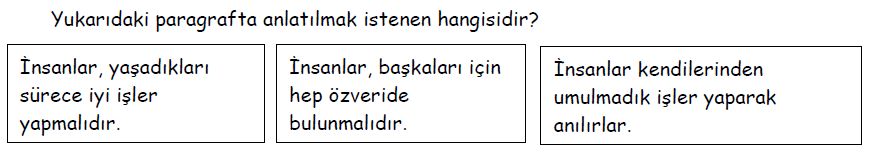 Yukarıdaki paragrafta anlatılmak istenen hangisidir?
İnsanlar, yaşadıkları
sürece iyi işler
yapmalıdır.
İnsanlar, başkaları için
hep özveride
bulunmalıdır.
İnsanlar kendilerinden
umulmadık işler yaparak
anılırlar.